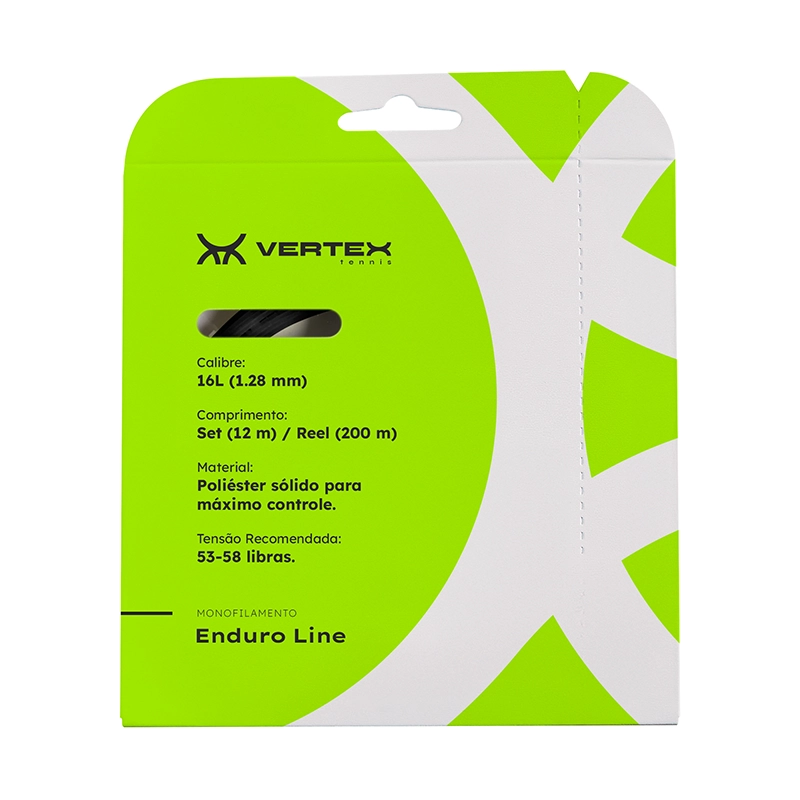 VERTEX
tennis
Calibre:
16L (1.28 mm)
Comprimento:
Set (12 m) / Reel (200 m)
Material:
Poliéster sólido para
máximo controle.
Tensão Recomendada:
53-58 libras.
MONOFILAMENTO
Enduro Line